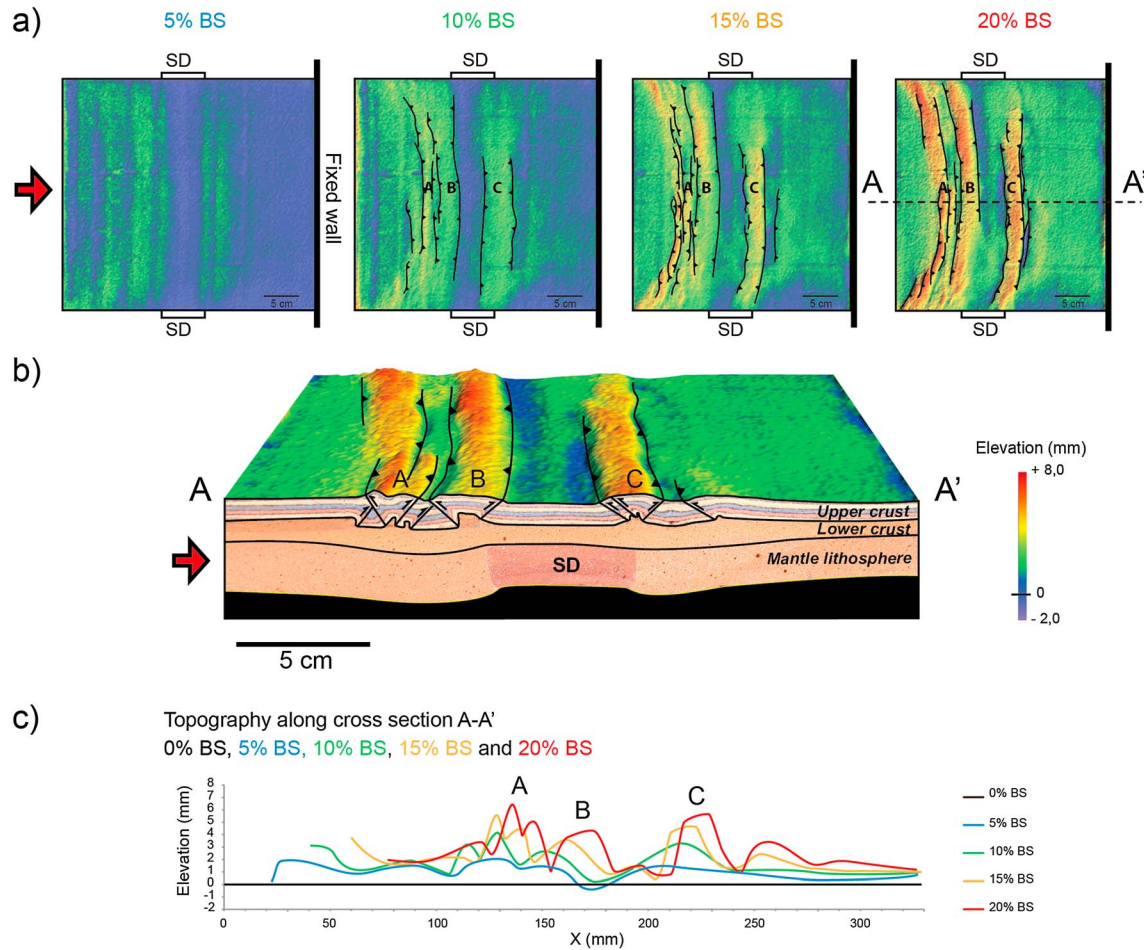 a)
5% BS
10% BS
15% BS
20% BS
SD
SD
SD
SD
Fixed wall
A
B
C
A
B
C
A
A
B
C
A'
5 cm
5 cm
5 cm
5 cm
SD
SD
SD
SD
b)
A
B
C
A
A'
Upper crust
Lower crust
Mantle lithosphere
SD
5 cm
Elevation (mm)
+ 8,0
0
- 2,0
c)
Topography along cross section A-A'
0% BS, 5% BS, 10% BS, 15% BS and 20% BS
Elevation (mm)
8
7
6
5
4
3
2
1
0
-1
-2
A
B
C
0
50
100
150
200
250
300
X (mm)
0% BS
5% BS
10% BS
15% BS
20% BS